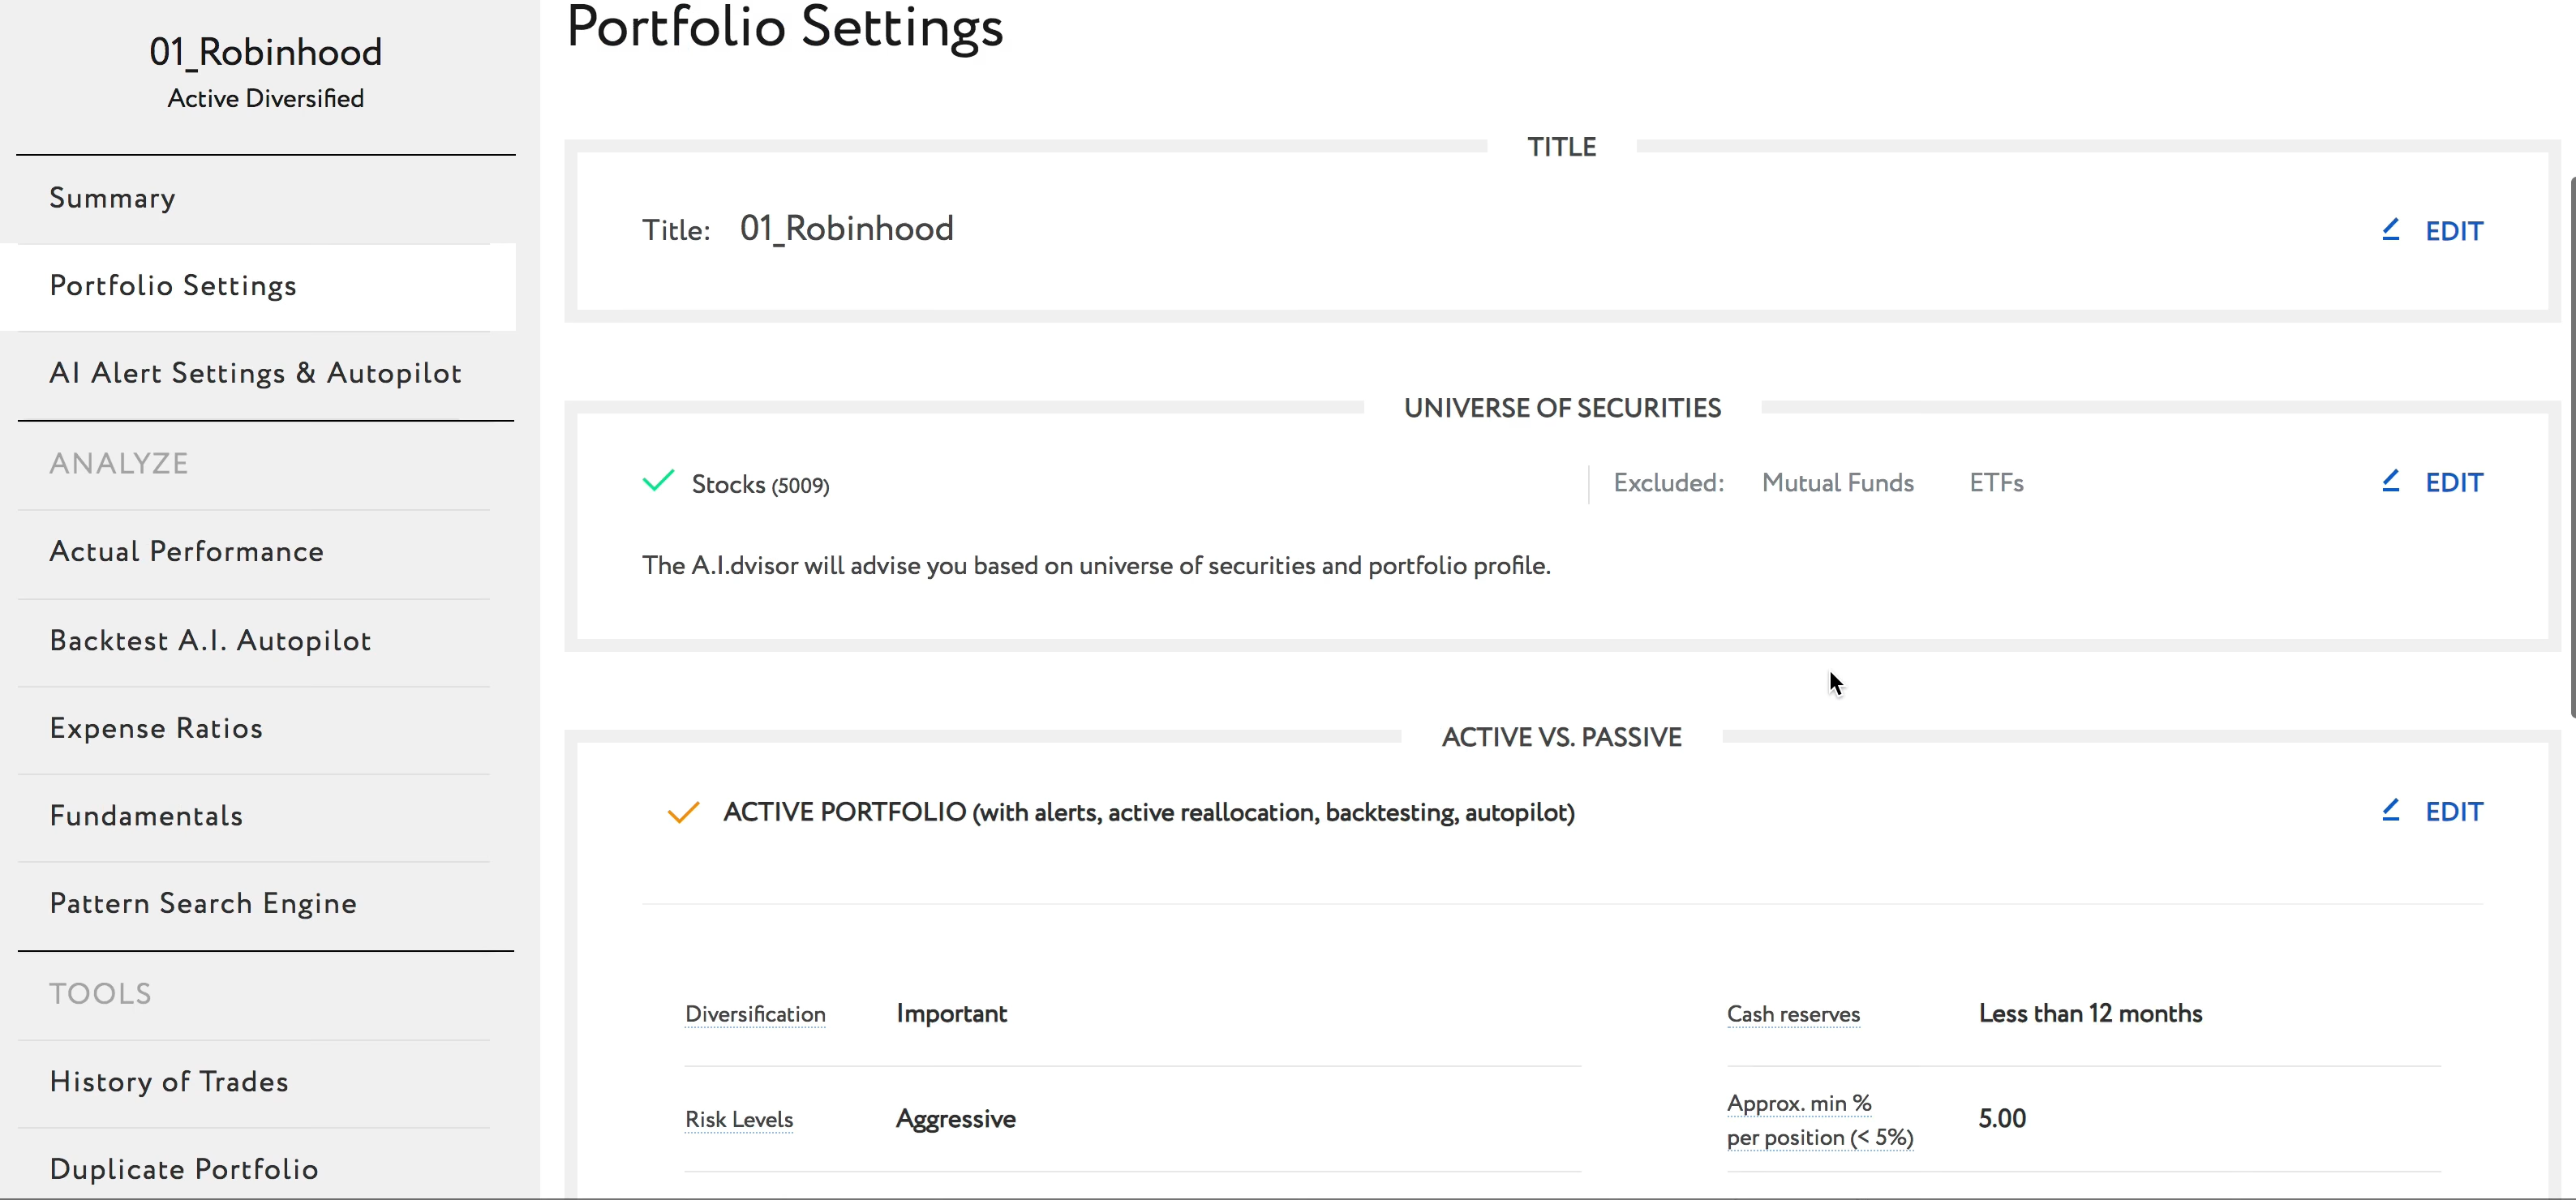 01_Robinhood
Active Diversified
Summary
Portfolio Settings
AI Alert Settings & Autopilot
ANALYZE
Actual Performance
Backtest A.I. Autopilot
Expense Ratios
Fundamentals
Pattern Search Engine
TOOLS
History of Trades
Duplicate Portfolio
Portfolio Settings
TITLE
Title: 01_Robinhood
EDIT
UNIVERSE OF SECURITIES
Stocks (5009)
Excluded: Mutual Funds ETFs
EDIT
The A.I.dvisor will advise you based on universe of securities and portfolio profile.
ACTIVE VS. PASSIVE
ACTIVE PORTFOLIO (with alerts, active reallocation, backtesting, autopilot)
EDIT
Diversification Important
Cash reserves Less than 12 months
Risk Levels Aggressive
Approx. min %
per position (< 5%)
5.00